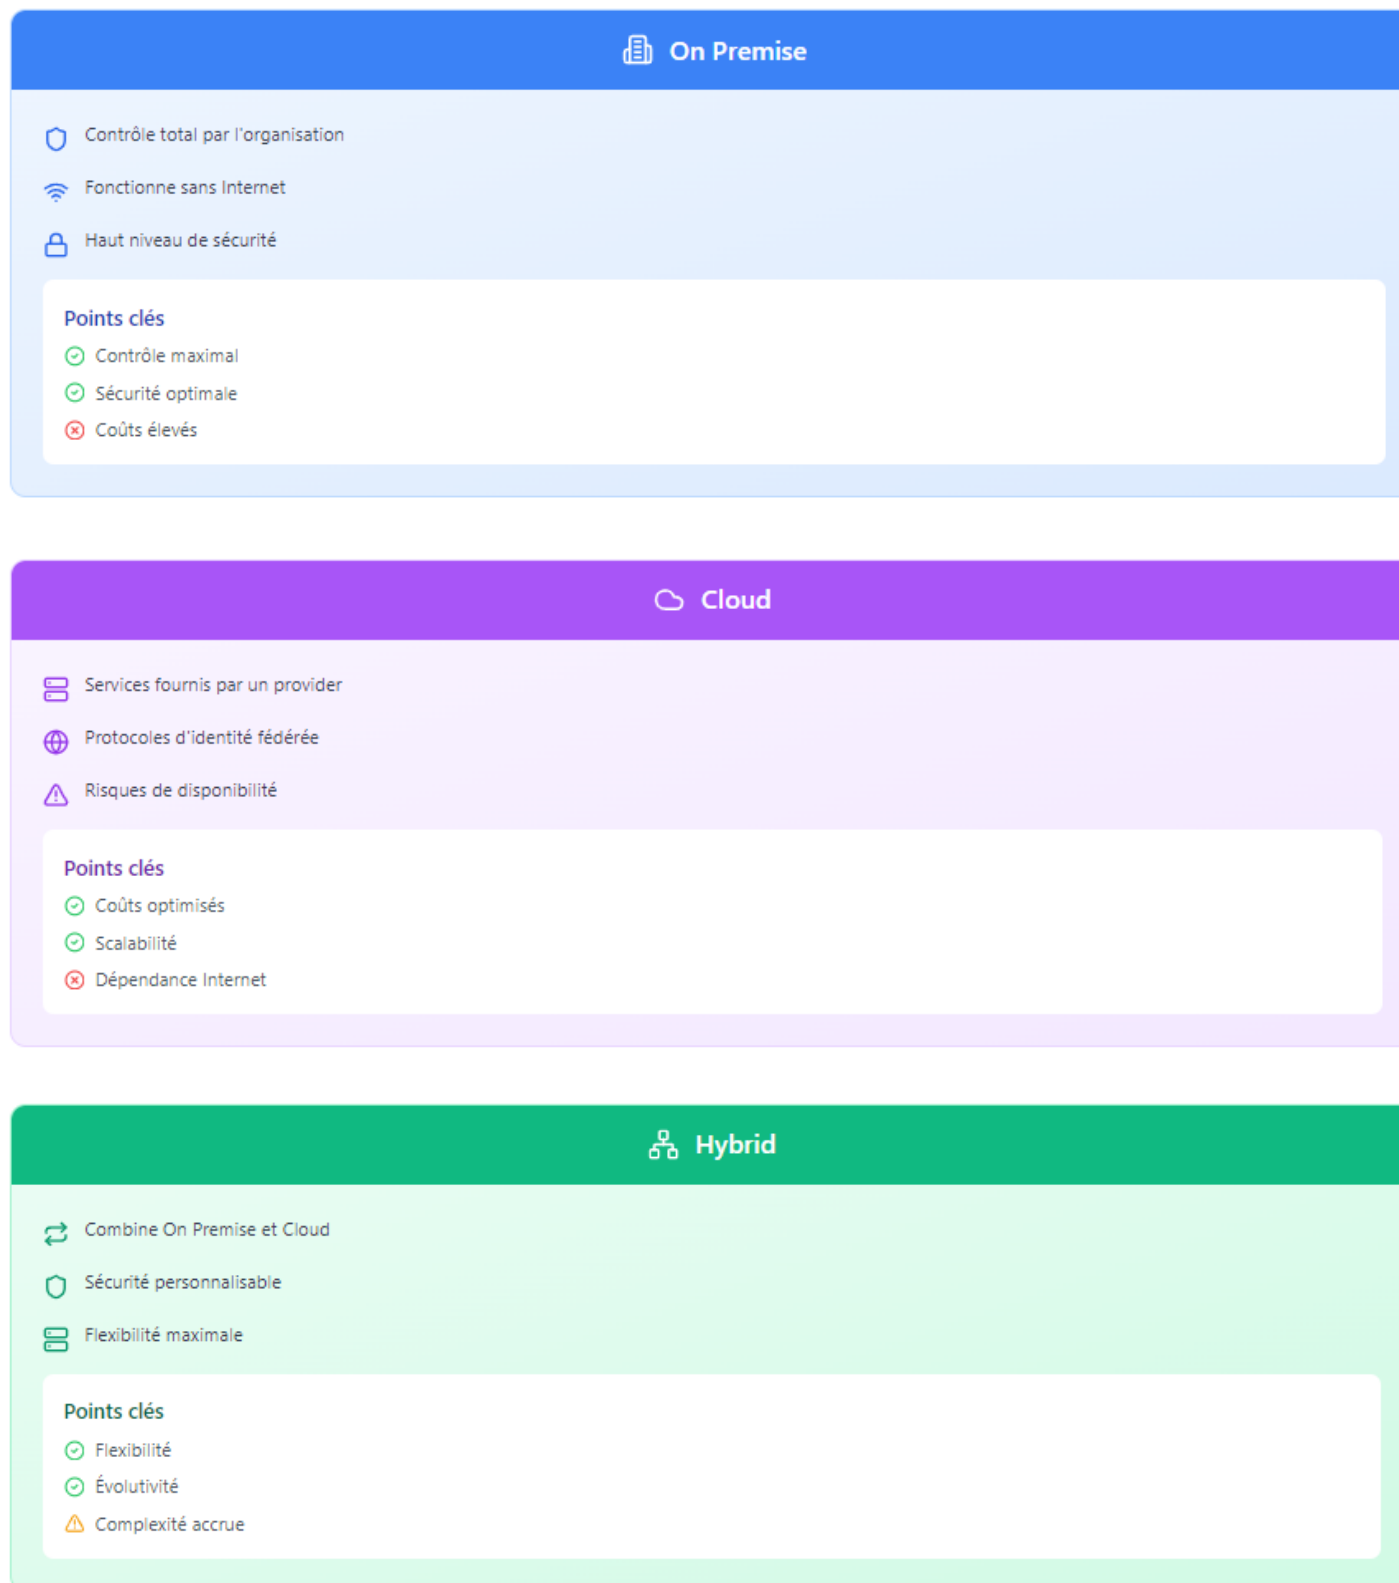 On Premise
Contrôle total par l'organisation
Fonctionne sans Internet
Haut niveau de sécurité
Points clés
Contrôle maximal
Sécurité optimale
Coûts élevés
Cloud
Services fournis par un provider
Protocoles d'identité fédérée
Risques de disponibilité
Points clés
Coûts optimisés
Scalabilité
Dépendance Internet
Hybrid
Combine On Premise et Cloud
Sécurité personnalisable
Flexibilité maximale
Points clés
Flexibilité
Évolutivité
Complexité accrue